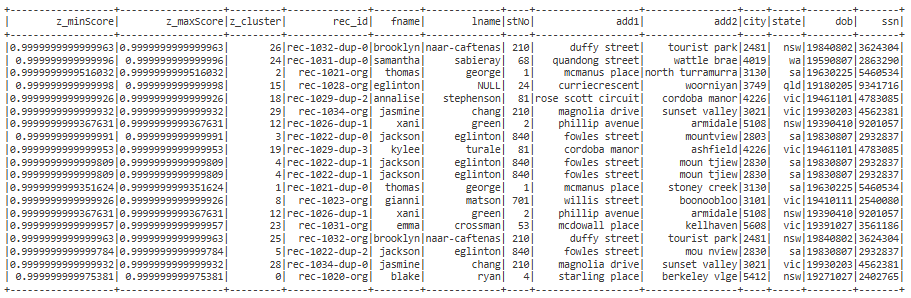 +------------------+------------------+---------+--------------+--------+-------------+----+------------------+----------------+----+-----+--------+-------+
| z_minScore| z_maxScore|z_cluster| rec_id| fname| lname|stNo| add1| add2|city|state| dob| ssn|
+------------------+------------------+---------+--------------+--------+-------------+----+------------------+----------------+----+-----+--------+-------+
|0.9999999999999963|0.9999999999999963| 26|rec-1032-dup-0|brooklyn|naar-caftenas| 210| duffy street| tourist park|2481| nsw|19840802|3624304|
| 0.99999999999996| 0.99999999999996| 24|rec-1031-dup-0|samantha| sabieray| 68| quandong street| wattle brae|4019| wa|19590807|2863290|
|0.9999999999516032|0.9999999999516032| 2| rec-1021-org| thomas| george| 1| mcmanus place|north turramurra|3130| sa|19630225|5460534|
|0.9999999999999926|0.9999999999999926| 15| rec-1028-org|eglinton| NULL| 24| curriecrescent| woorniyan|3749| qld|19180205|9341716|
|0.9999999999999926|0.9999999999999926| 18|rec-1029-dup-2|annalise| stephenson| 81|rose scott circuit| cordoba manor|4226| vic|19461101|4783085|
|0.9999999999999932|0.9999999999999932| 29| rec-1034-org| jasmine| chang| 210| magnolia drive| sunset valley|3021| vic|19930203|4562381|
|0.9999999999367631|0.9999999999367631| 12|rec-1026-dup-1| xani| green| 2| phillip avenue| armidale|5108| nsw|19390410|9201057|
| 0.99999999999991| 0.99999999999991| 3|rec-1022-dup-0| jackson| eglinton| 840| fowles street| mountview|2803| sa|19830807|2932837|
|0.9999999999999953|0.9999999999999953| 19|rec-1029-dup-3| kylee| turale| 81| cordoba manor| ashfield|4226| vic|19461101|4783085|
|0.9999999999999809|0.9999999999999809| 4|rec-1022-dup-1| jackson| eglinton| 840| fowles street| moun tjiew|2830| sa|19830807|2932837|
|0.9999999999999809|0.9999999999999809| 4|rec-1022-dup-1| jackson| eglinton| 840| fowles street| moun tjiew|2830| sa|19830807|2932837|
|0.9999999999351624|0.9999999999351624| 1|rec-1021-dup-0| thomas| george| 1| mcmanus place| stoney creek|3130| sa|19630225|5460534|
|0.9999999999999926|0.9999999999999926| 8| rec-1023-org| gianni| matson| 701| willis street| boonoobloo|3101| vic|19410111|2540080|
|0.9999999999367631|0.9999999999367631| 12|rec-1026-dup-1| xani| green| 2| phillip avenue| armidale|5108| nsw|19390410|9201057|
|0.9999999999999957|0.9999999999999957| 23| rec-1031-org| emma| crossman| 53| mcdowall place| kellhaven|5608| vic|19391027|3561186|
|0.9999999999999963|0.9999999999999963| 25| rec-1032-org|brooklyn|naar-caftenas| 210| duffy street| tourist park|2481| nsw|19840802|3624304|
|0.9999999999999784|0.9999999999999784| 5|rec-1022-dup-2| jackson| eglinton| 840| fowles street| mou nview|2830| sa|19830807|2932837|
|0.9999999999999932|0.9999999999999932| 28|rec-1034-dup-0| jasmine| chang| 210| magnolia drive| sunset valley|3021| vic|19930203|4562381|
|0.9999999999975381|0.9999999999975381| 0| rec-1020-org| blake| ryan| 4| starling place| berkeley vlge|5412| nsw|19271027|2402765|
+------------------+------------------+---------+--------------+--------+-------------+----+------------------+----------------+----+-----+--------+-------+